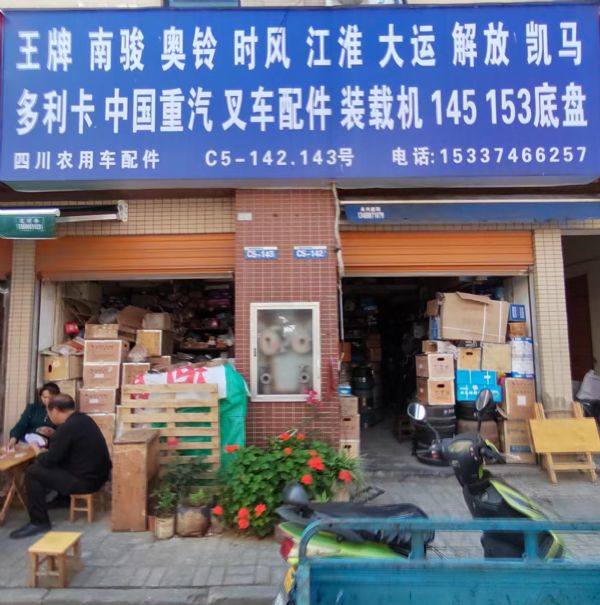 王牌 南骏 奥铃 时风 江淮 大运 解放 凯马
多利卡 中国重汽 叉车配件 装载机 145 153底盘
四川农用车配件 C5-142.143号 电话:15337466257
C5-143 C5-142